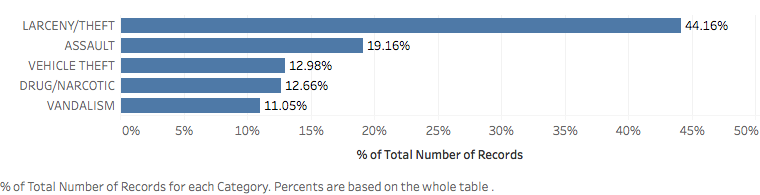 LARCENY/THEFT 44.16%
ASSAULT 19.16%
VEHICLE THEFT 12.98%
DRUG/NARCOTIC 12.66%
VANDALISM 11.05%
0% 5% 10% 15% 20% 25% 30% 35% 40% 45% 50%
% of Total Number of Records
% of Total Number of Records for each Category. Percents are based on the whole table .